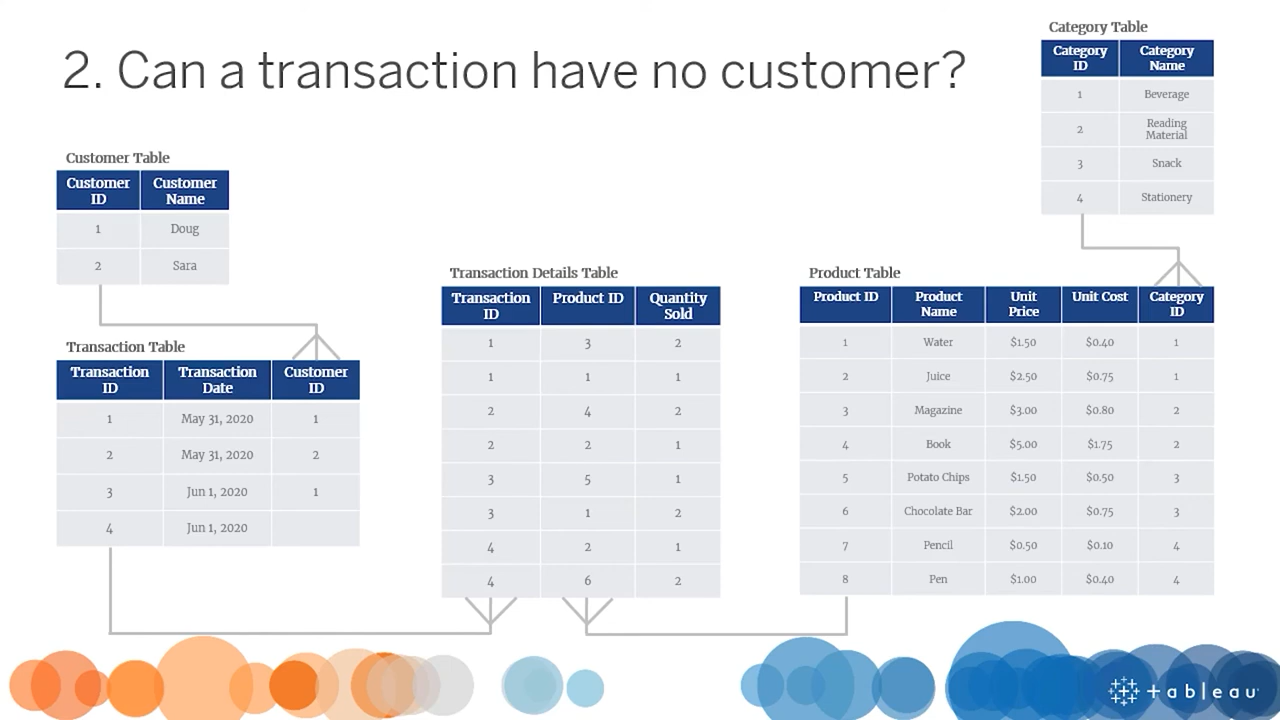 2. Can a transaction have no customer?
Category Table
Category ID Category Name
1 Beverage
2 Reading Material
3 Snack
4 Stationery
Customer Table
Customer ID Customer Name
1 Doug
2 Sara
Transaction Table
Transaction ID Transaction Date Customer ID
1 May 31, 2020 1
2 May 31, 2020 2
3 Jun 1, 2020 1
4 Jun 1, 2020
Transaction Details Table
Transaction ID Product ID Quantity Sold
1 3 2
1 1 1
2 4 2
2 2 1
3 5 1
3 1 2
4 2 1
4 6 2
Product Table
Product ID Product Name Unit Price Unit Cost Category ID
1 Water $1.50 $0.40 1
2 Juice $2.50 $0.75 1
3 Magazine $3.00 $0.80 2
4 Book $5.00 $1.75 2
5 Potato Chips $1.50 $0.50 3
6 Chocolate Bar $2.00 $0.75 3
7 Pencil $0.50 $0.10 4
8 Pen $1.00 $0.40 4
tableau